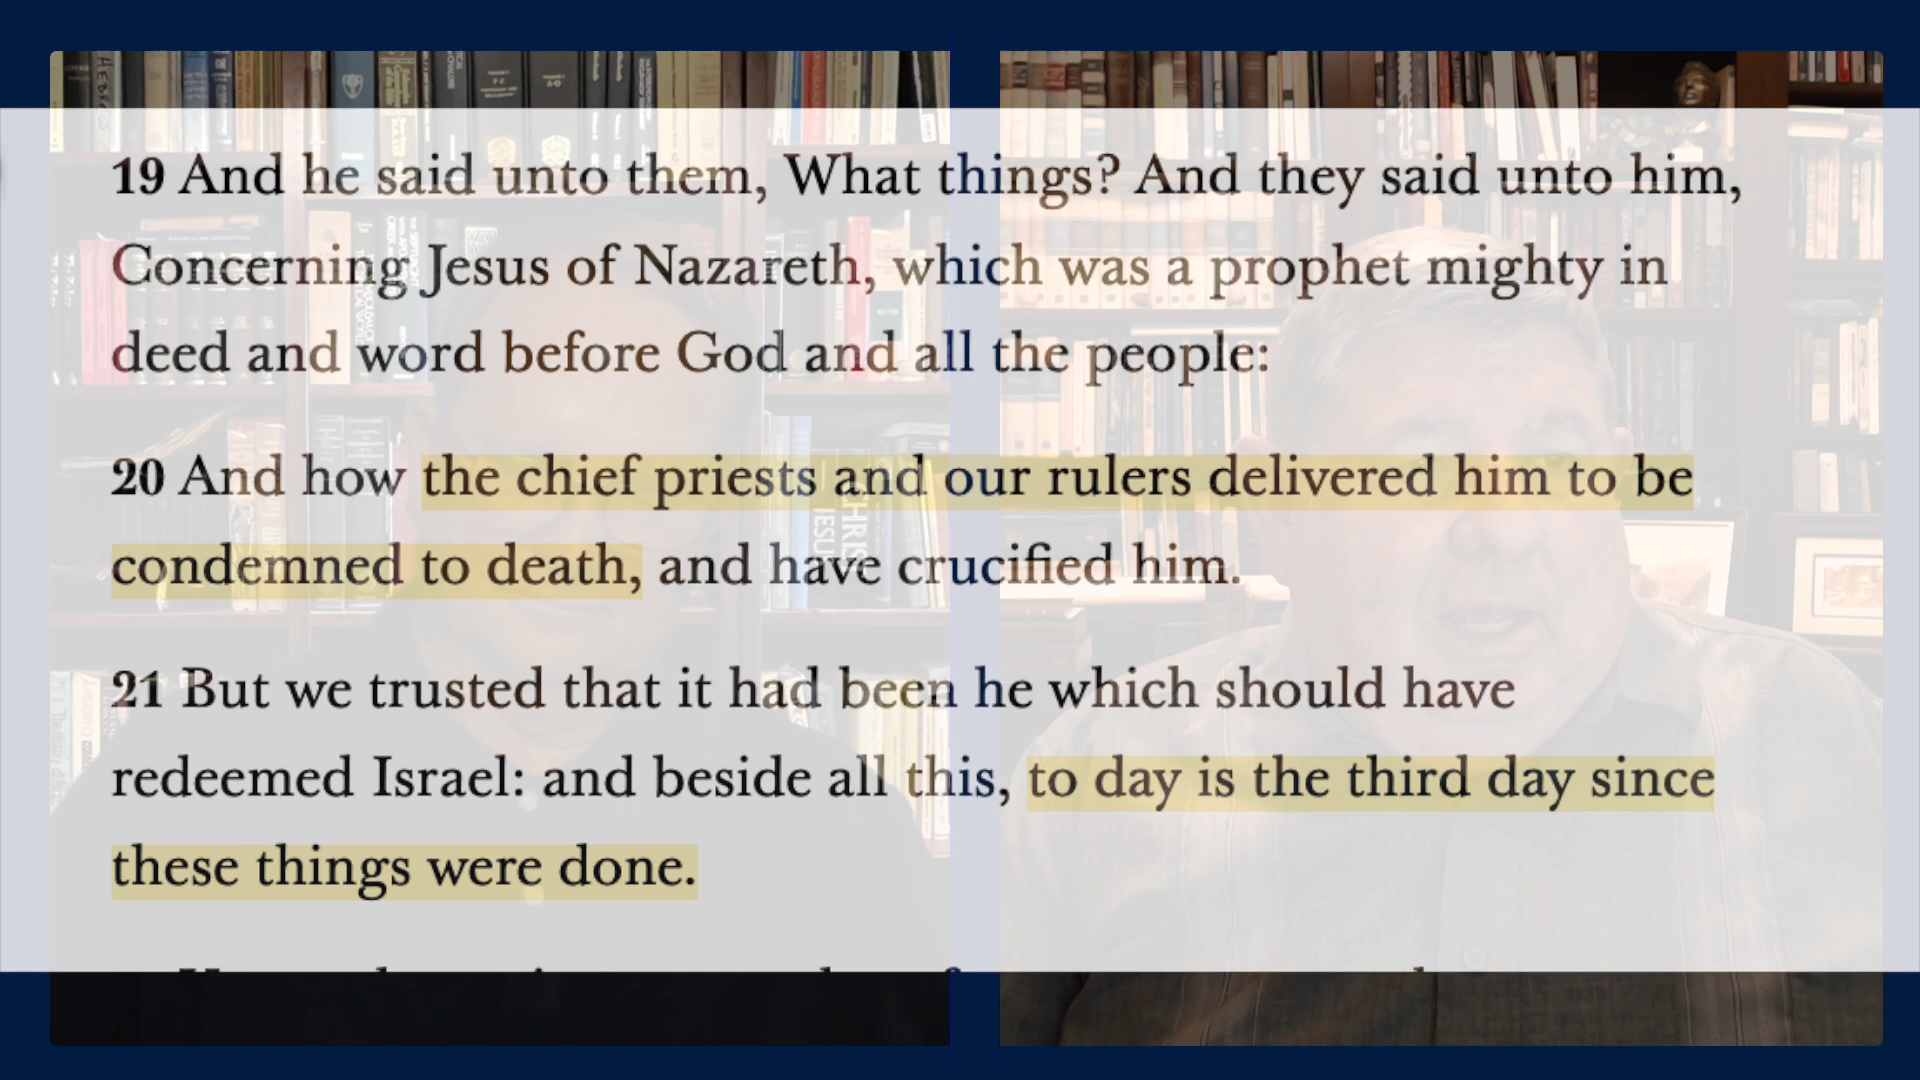 19 And he said unto them, What things? And they said unto him,
Concerning Jesus of Nazareth, which was a prophet mighty in
deed and word before God and all the people:
20 And how the chief priests and our rulers delivered him to be
condemned to death, and have crucified him.
21 But we trusted that it had been he which should have
redeemed Israel: and beside all this, to day is the third day since
these things were done.
HEBREW
CHRIST
JESUS